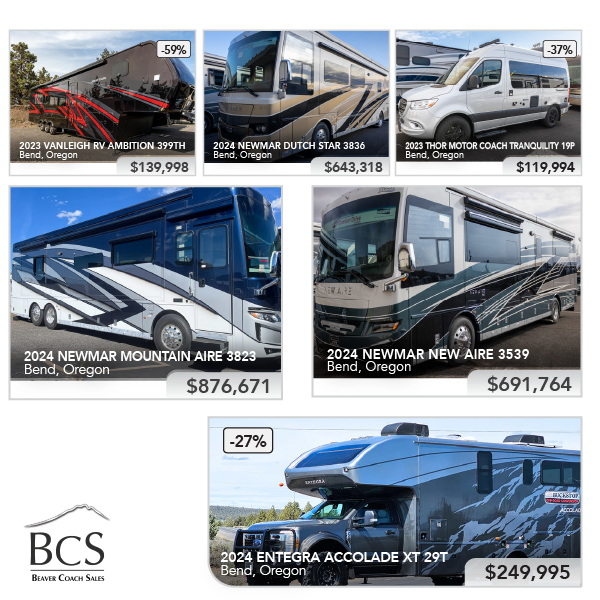 -59%
2023 VANLEIGH RV AMBITION 399TH
Bend, Oregon
$139,998
2024 NEWMAR DUTCH STAR 3836
Bend, Oregon
$643,318
-37%
2023 THOR MOTOR COACH TRANQUILITY 19P
Bend, Oregon
$119,994
2024 NEWMAR MOUNTAIN AIRE 3823
Bend, Oregon
$876,671
NEW AIRE
2024 NEWMAR NEW AIRE 3539
Bend, Oregon
$691,764
-27%
ENTEGRA
BUCKSTOP
ACCOLADE
2024 ENTEGRA ACCOLADE XT 29T
Bend, Oregon
$249,995
BCS
BEAVER COACH SALES